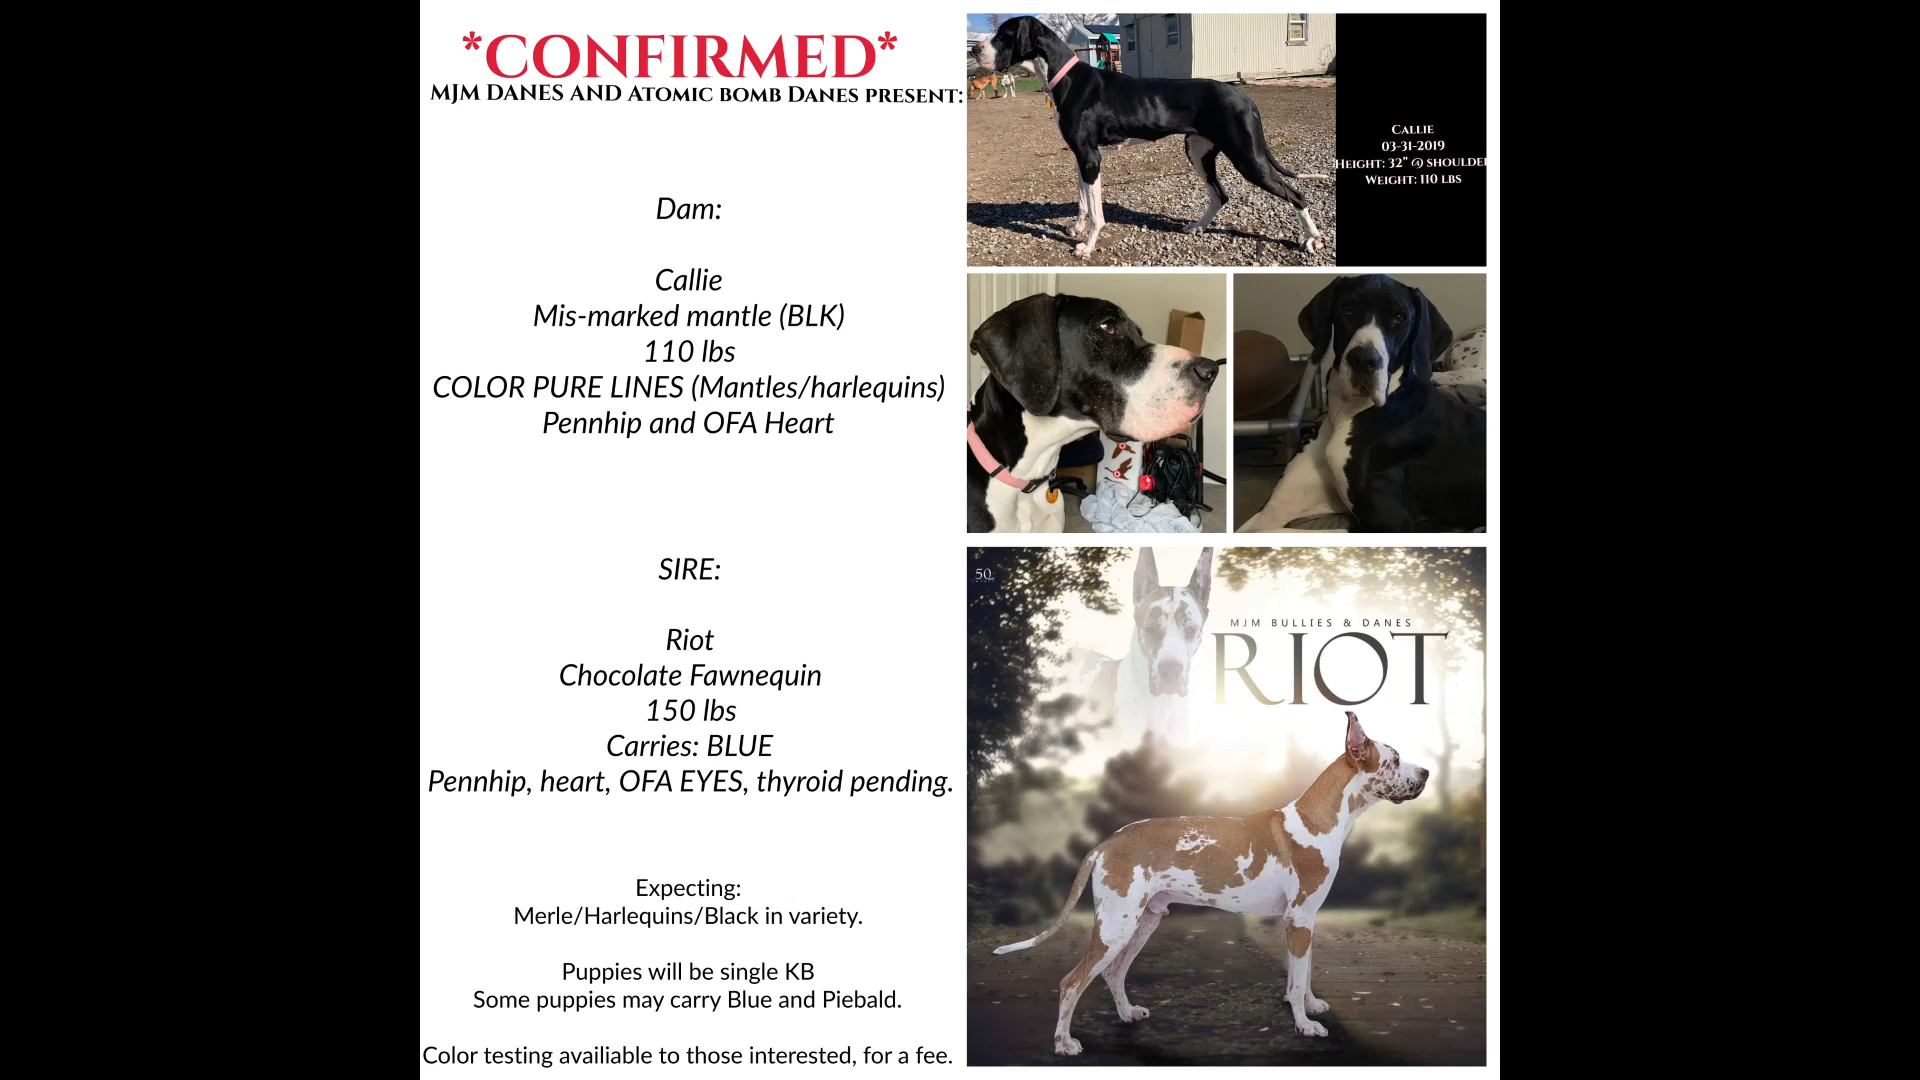 *CONFIRMED*
MJM DANES AND ATOMIC BOMB DANES PRESENT:
Dam:
Callie
Mis-marked mantle (BLK)
110 lbs
COLOR PURE LINES (Mantles/harlequins)
Pennhip and OFA Heart
SIRE:
Riot
Chocolate Fawnequin
150 lbs
Carries: BLUE
Pennhip, heart, OFA EYES, thyroid pending.
Expecting:
Merle/Harlequins/Black in variety.
Puppies will be single KB
Some puppies may carry Blue and Piebald.
Color testing availiable to those interested, for a fee.
CALLIE
03-31-2019
HEIGHT: 32" @ SHOULDE
WEIGHT: 110 LBS
50
MJM BULLIES & DANES
RIOT